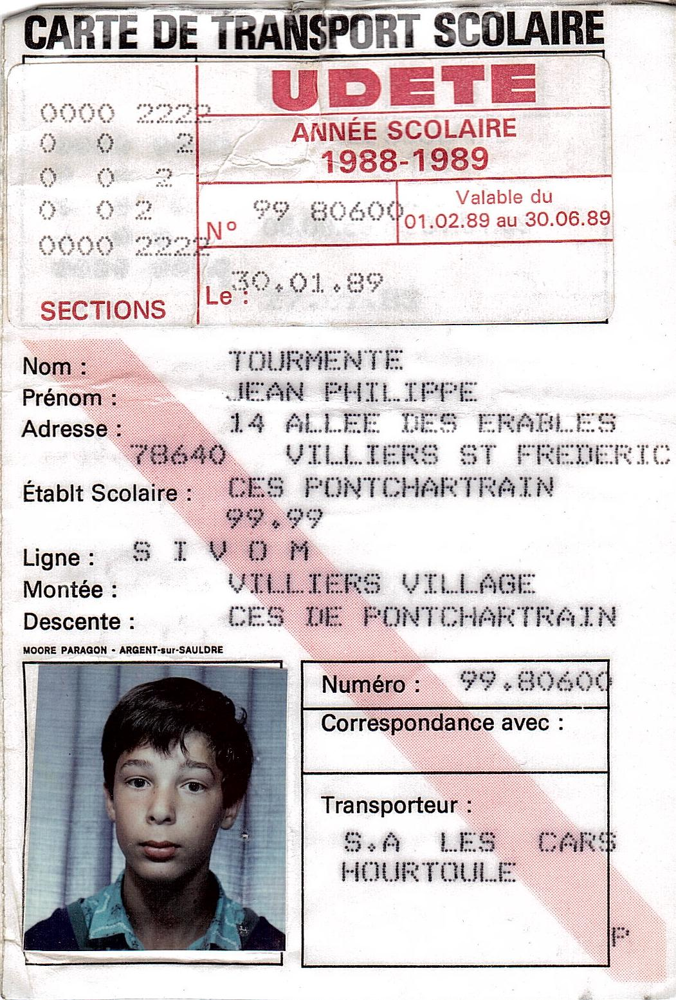 CARTE DE TRANSPORT SCOLAIRE
UDETE
ANNÉE SCOLAIRE
1988-1989
0000 2222
0 0 2
0 0 2
0 0 2
0000 2222
SECTIONS
Nº 99 80600
Valable du
01.02.89 au 30.06.89
Le : 30.01.89
Nom : TOURMENTE
Prénom : JEAN PHILIPPE
Adresse : 14 ALLEE DES ERABLES
78640 VILLIERS ST FREDERIC
Établt Scolaire : CES PONTCHARTRAIN
99.99
Ligne : S I V O M
Montée : VILLIERS VILLAGE
Descente : CES DE PONTCHARTRAIN
MOORE PARAGON - ARGENT-sur-SAULDRE
Numéro : 99.80600
Correspondance avec :
Transporteur :
S.A LES CARS
HOURTOULE
P